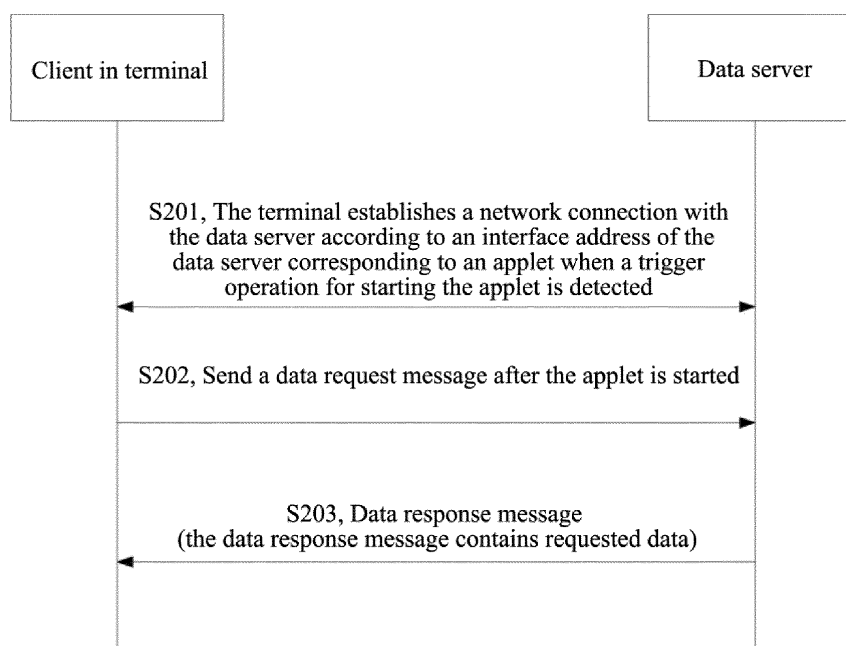 Client in terminal
Data server
S201, The terminal establishes a network connection with
the data server according to an interface address of the
data server corresponding to an applet when a trigger
operation for starting the applet is detected
S202, Send a data request message after the applet is started
S203, Data response message
(the data response message contains requested data)